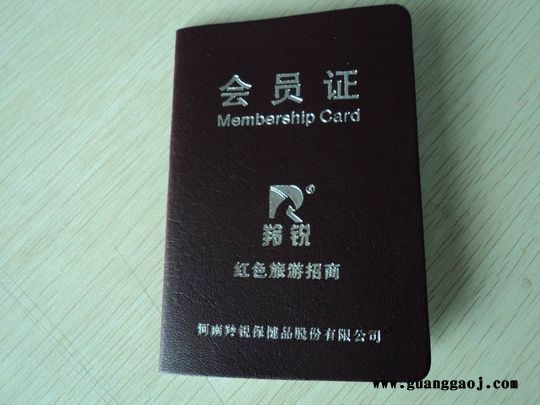 会员证
Membership Card
R®
羚锐
红色旅游招商
河南羚锐保健品股份有限公司
www.guanggaoj.com